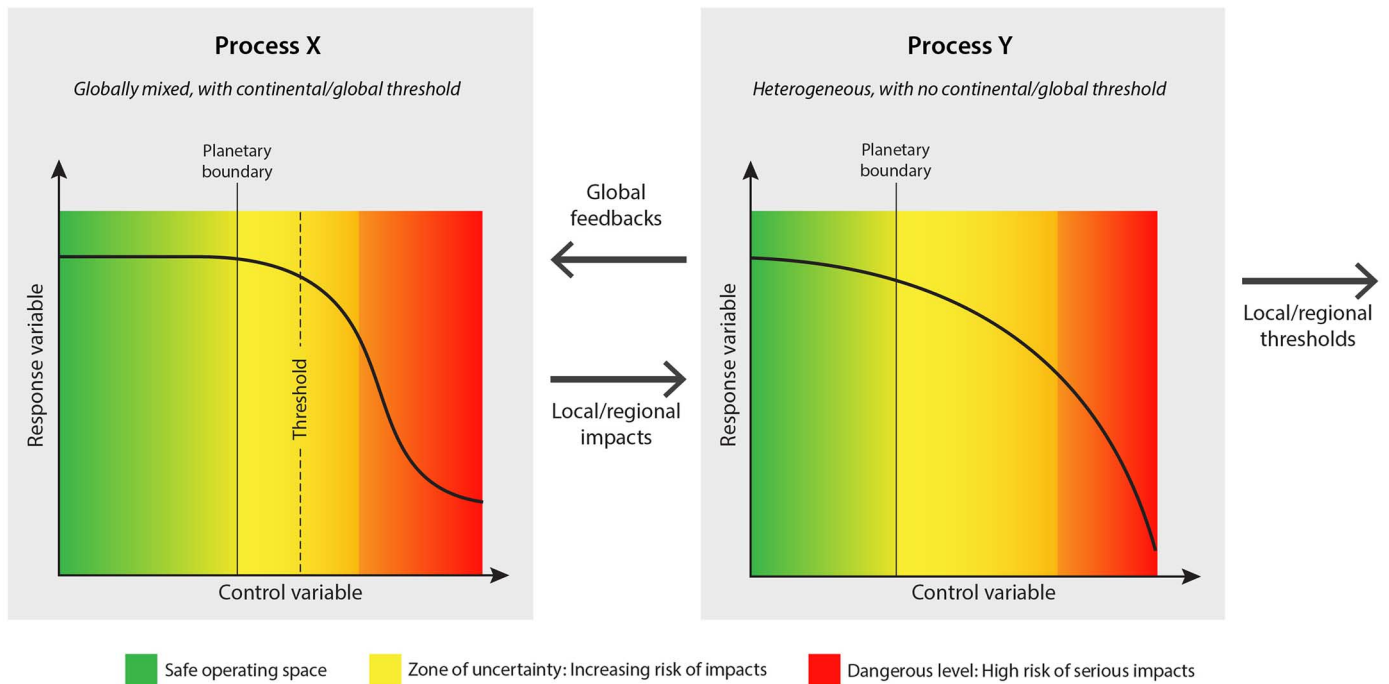 Process X
Globally mixed, with continental/global threshold
Planetary
boundary
Response variable
Threshold
Control variable
Global
feedbacks
Local/regional
impacts
Process Y
Heterogeneous, with no continental/global threshold
Planetary
boundary
Response variable
Control variable
Local/regional
thresholds
Safe operating space
Zone of uncertainty: Increasing risk of impacts
Dangerous level: High risk of serious impacts